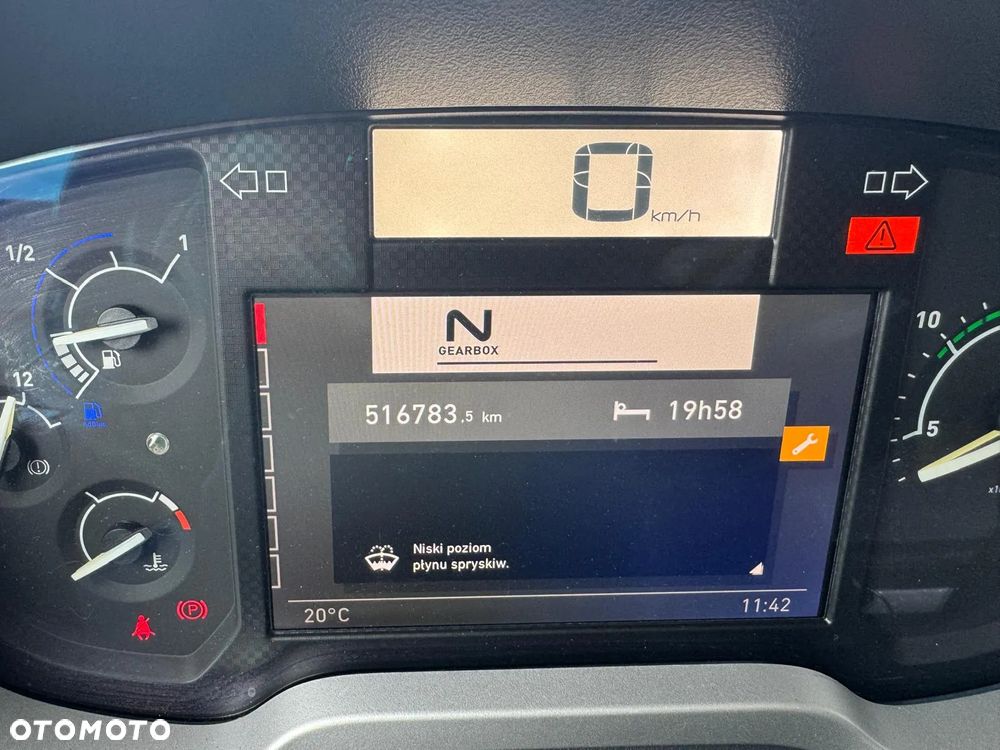 0 km/h
1/2
1
N
GEARBOX
10
12
516783.5 km
19h58
5
AdBlue
Niski poziom
płynu spryskiw.
P
20°C
11:42
OTOMOTO